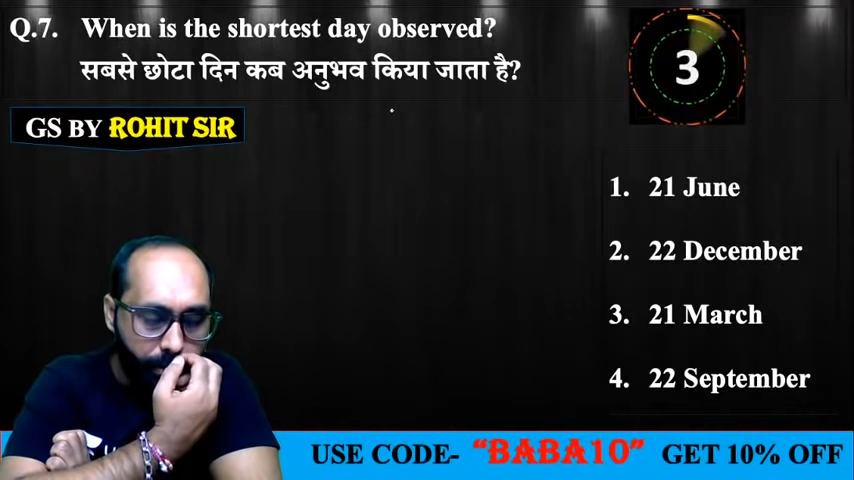 Q.7. When is the shortest day observed?
सबसे छोटा दिन कब अनुभव किया जाता है?
3
GS BY ROHIT SIR
1. 21 June
2. 22 December
3. 21 March
4. 22 September
USE CODE- “BABA10” GET 10% OFF